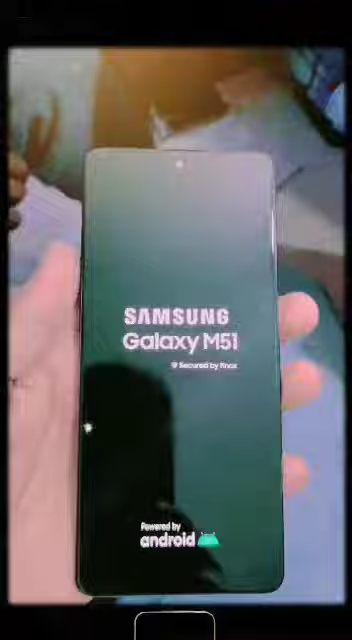 SAMSUNG
Galaxy M51
Secured by Knox
Powered by
android